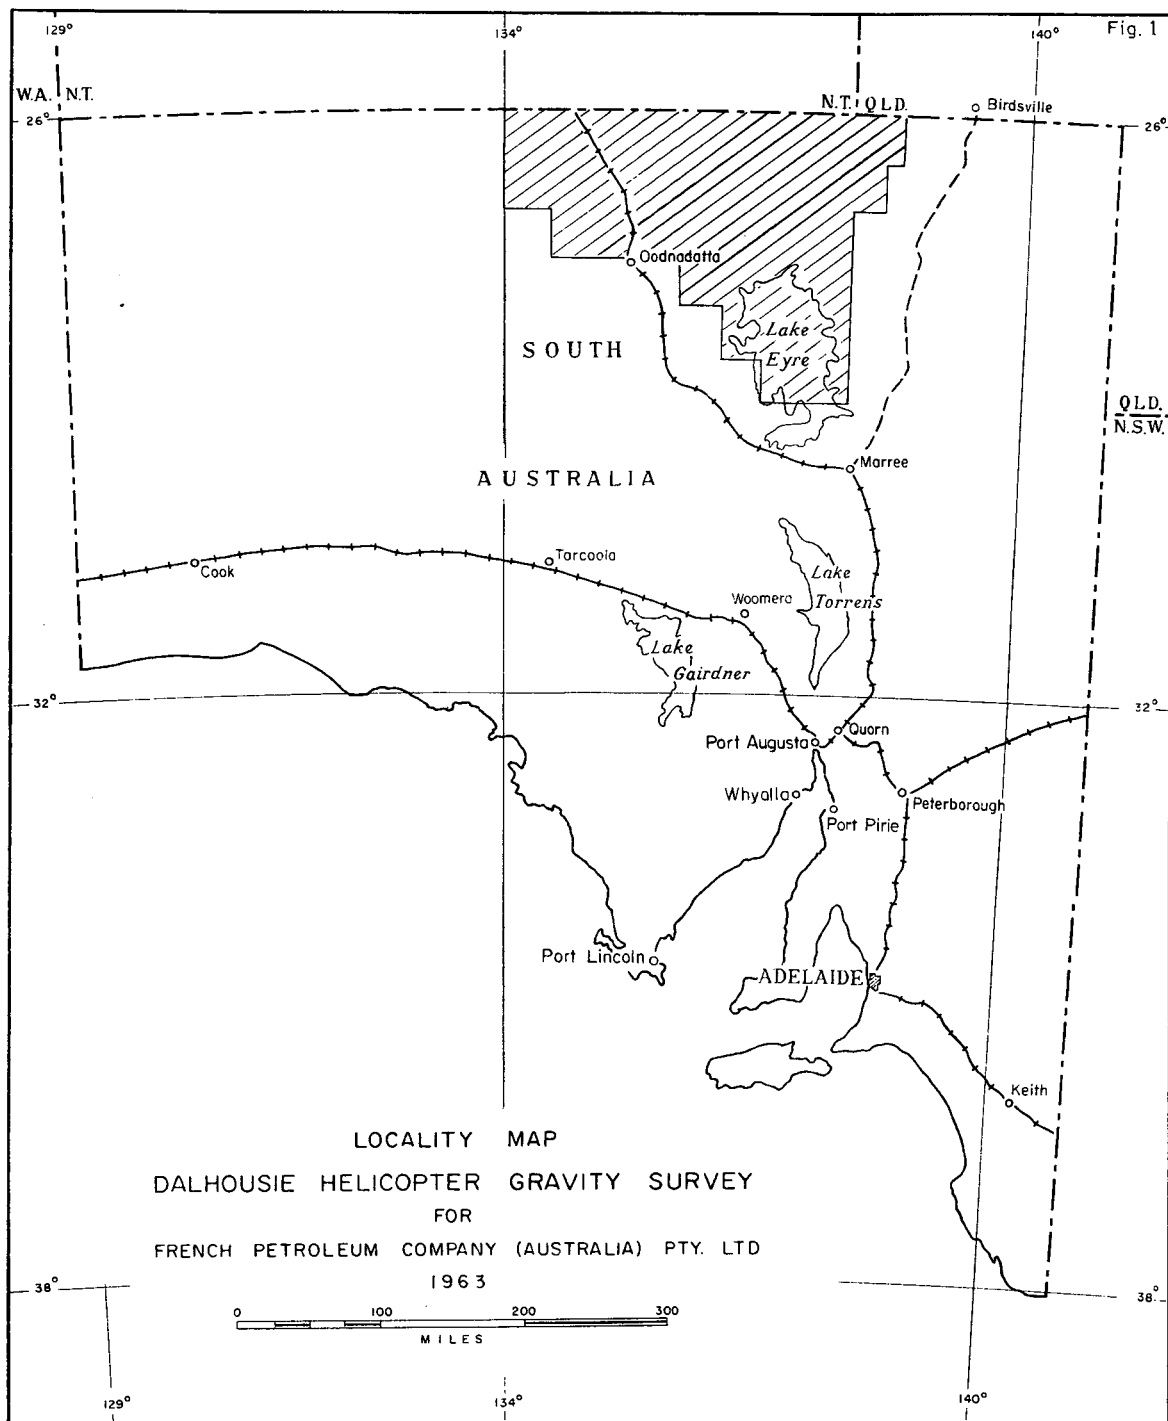 Fig. 1
129°
134°
140°
W.A. N.T.
N.T. QLD.
Birdsville
26°
26°
Oodnadatta
Lake
Eyre
SOUTH
QLD.
N.S.W.
Marree
AUSTRALIA
Cook
Tarcoola
Lake
Torrens
Woomera
Lake
Gairdner
32°
32°
Quorn
Port Augusta
Whyalla
Peterborough
Port Pirie
Port Lincoln
ADELAIDE
Keith
LOCALITY MAP
DALHOUSIE HELICOPTER GRAVITY SURVEY
FOR
FRENCH PETROLEUM COMPANY (AUSTRALIA) PTY. LTD
1963
38°
38°
0 100 200 300
MILES
129°
134°
140°